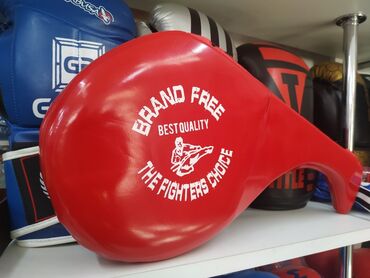 BRAND FREE
BEST QUALITY
THE FIGHTERS CHOICE